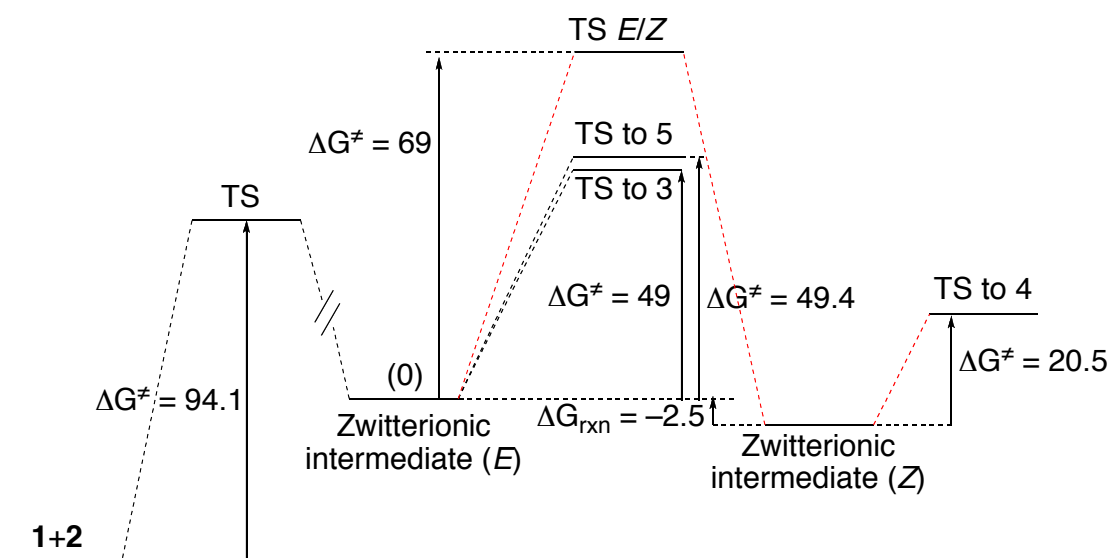 TS E/Z
TS to 5
ΔG≠ = 69
TS to 3
TS
ΔG≠ = 49
ΔG≠ = 49.4
TS to 4
(0)
ΔG≠ = 20.5
ΔG≠ = 94.1
ΔGrxn = –2.5
Zwitterionic
intermediate (E)
Zwitterionic
intermediate (Z)
1+2